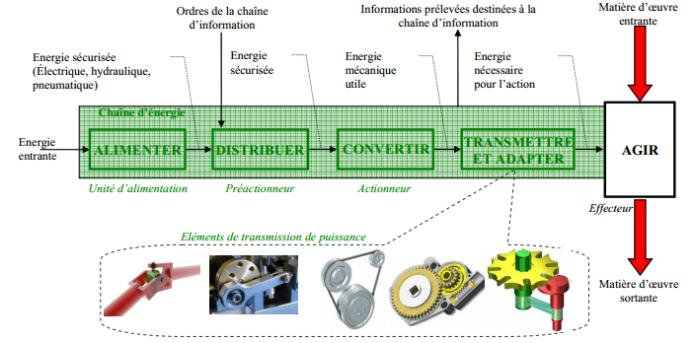 Ordres de la chaîne
d'information
Informations prélevées destinées à
la chaîne d'information
Matière d'œuvre
entrante
Energie sécurisée
(Électrique, hydraulique,
pneumatique)
Energie
sécurisée
Energie
mécanique
utile
Energie
nécessaire
pour l'action
Chaîne d'énergie
Energie
entrante
ALIMENTER
DISTRIBUER
CONVERTIR
TRANSMETTRE
ET ADAPTER
AGIR
Unité d'alimentation
Préactionneur
Actionneur
Effecteur
Eléments de transmission de puissance
Matière d'œuvre
sortante